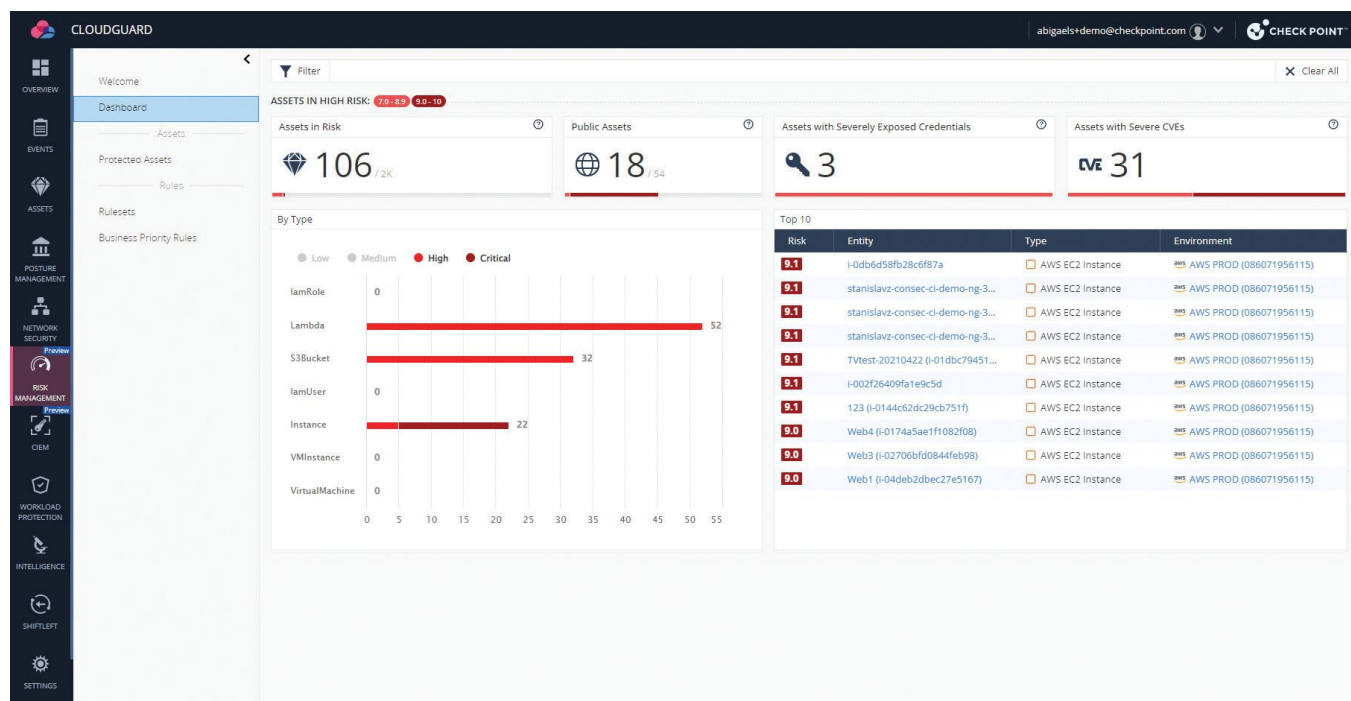 CLOUDGUARD
abigaels+demo@checkpoint.com
CHECK POINT
OVERVIEW
EVENTS
ASSETS
POSTURE
MANAGEMENT
NETWORK
SECURITY
Preview
RISK
MANAGEMENT
Preview
CIEM
WORKLOAD
PROTECTION
INTELLIGENCE
SHIFTLEFT
SETTINGS
Welcome
Dashboard
Assets
Protected Assets
Rules
Rulesets
Business Priority Rules
Filter
Clear All
ASSETS IN HIGH RISK: 7.0 - 8.9 9.0 - 10
Assets in Risk
106 / 2K
Public Assets
18 / 54
Assets with Severely Exposed Credentials
3
Assets with Severe CVEs
CVE 31
By Type
Low Medium High Critical
IamRole 0
Lambda 52
S3Bucket 32
IamUser 0
Instance 22
VMInstance 0
VirtualMachine 0
0 5 10 15 20 25 30 35 40 45 50 55
Top 10
Risk Entity Type Environment
9.1 i-0db6d58fb28c6f87a AWS EC2 Instance aws AWS PROD (086071956115)
9.1 stanislavz-consec-ci-demo-ng-3... AWS EC2 Instance aws AWS PROD (086071956115)
9.1 stanislavz-consec-ci-demo-ng-3... AWS EC2 Instance aws AWS PROD (086071956115)
9.1 stanislavz-consec-ci-demo-ng-3... AWS EC2 Instance aws AWS PROD (086071956115)
9.1 TVtest-20210422 (i-01dbc79451... AWS EC2 Instance aws AWS PROD (086071956115)
9.1 i-002f26409fa1e9c5d AWS EC2 Instance aws AWS PROD (086071956115)
9.1 123 (i-0144c62dc29cb751f) AWS EC2 Instance aws AWS PROD (086071956115)
9.0 Web4 (i-0174a5ae1f1082f08) AWS EC2 Instance aws AWS PROD (086071956115)
9.0 Web3 (i-02706bfd0844feb98) AWS EC2 Instance aws AWS PROD (086071956115)
9.0 Web1 (i-04deb2dbec27e5167) AWS EC2 Instance aws AWS PROD (086071956115)